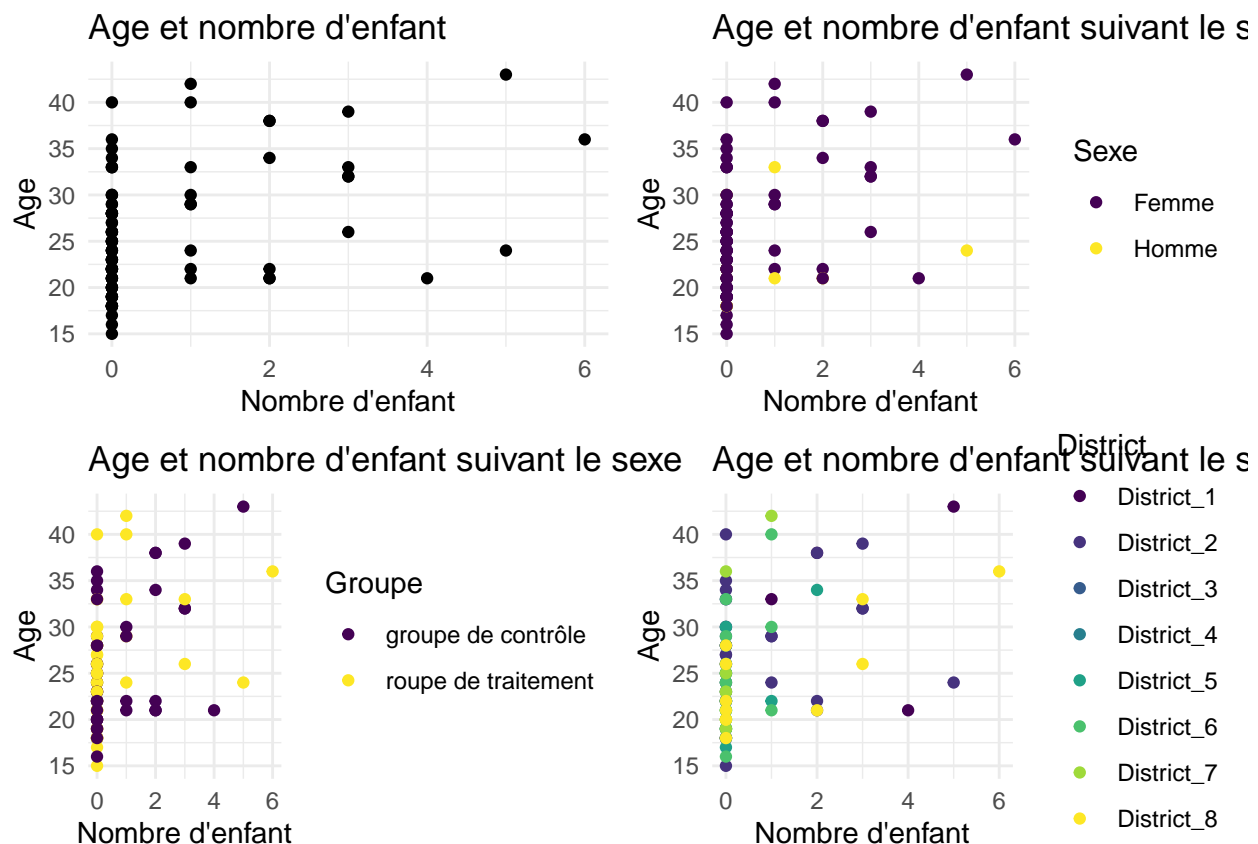 Age et nombre d'enfant
Age
40
35
30
25
20
15
0 2 4 6
Nombre d'enfant
Age et nombre d'enfant suivant le s
Age
40
35
30
25
20
15
0 2 4 6
Nombre d'enfant
Sexe
Femme
Homme
Age et nombre d'enfant suivant le sexe
Age
40
35
30
25
20
15
0 2 4 6
Nombre d'enfant
Groupe
groupe de contrôle
roupe de traitement
Age et nombre d'enfant suivant le s
Age
40
35
30
25
20
15
0 2 4 6
Nombre d'enfant
District
District_1
District_2
District_3
District_4
District_5
District_6
District_7
District_8